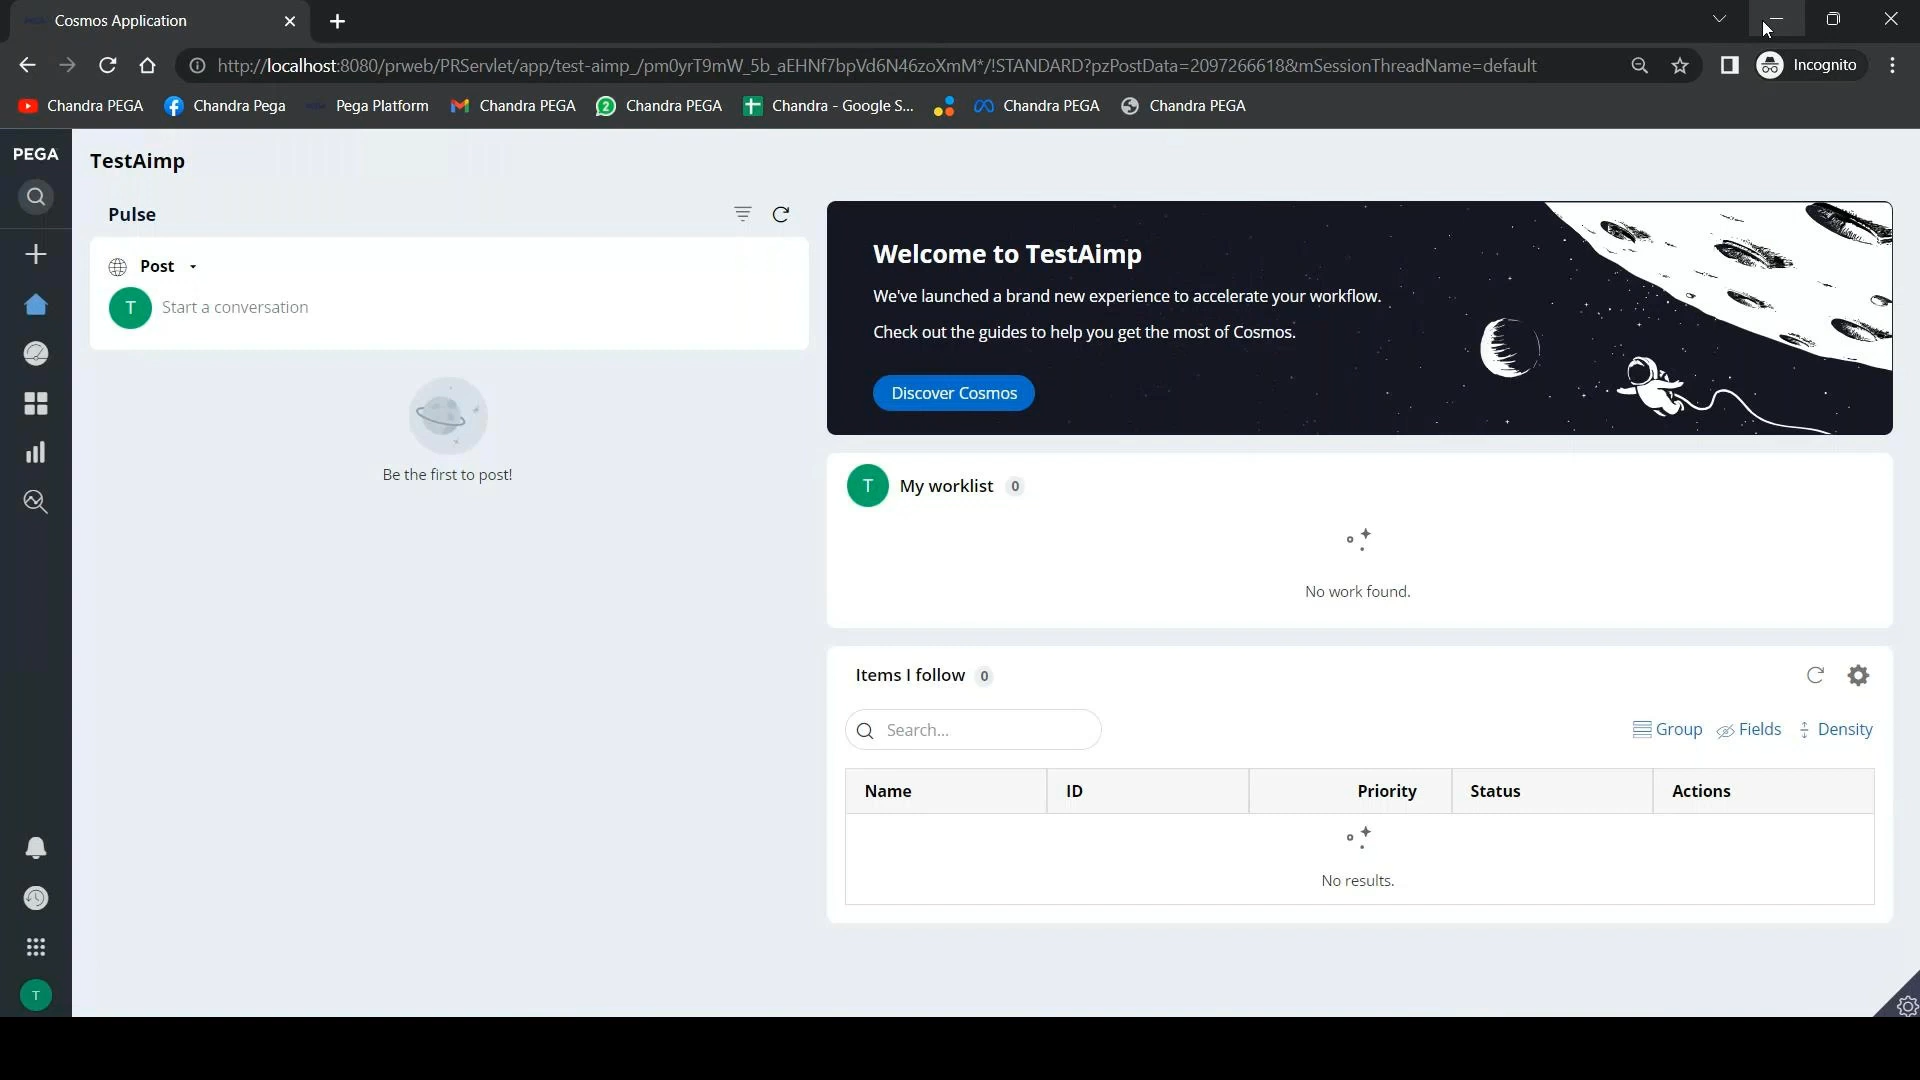 Cosmos Application
http://localhost:8080/prweb/PRServlet/app/test-aimp_/pm0yrT9mW_5b_aEHNf7bpVd6N46zoXmM*/!STANDARD?pzPostData=2097266618&mSessionThreadName=default
Incognito
Chandra PEGA
Chandra Pega
Pega Platform
Chandra PEGA
Chandra PEGA
Chandra - Google S...
Chandra PEGA
Chandra PEGA
PEGA
TestAimp
Pulse
Post
T
Start a conversation
Be the first to post!
Welcome to TestAimp
We've launched a brand new experience to accelerate your workflow.
Check out the guides to help you get the most of Cosmos.
Discover Cosmos
T
My worklist 0
No work found.
Items I follow 0
Search...
Group Fields Density
Name ID Priority Status Actions
No results.
T